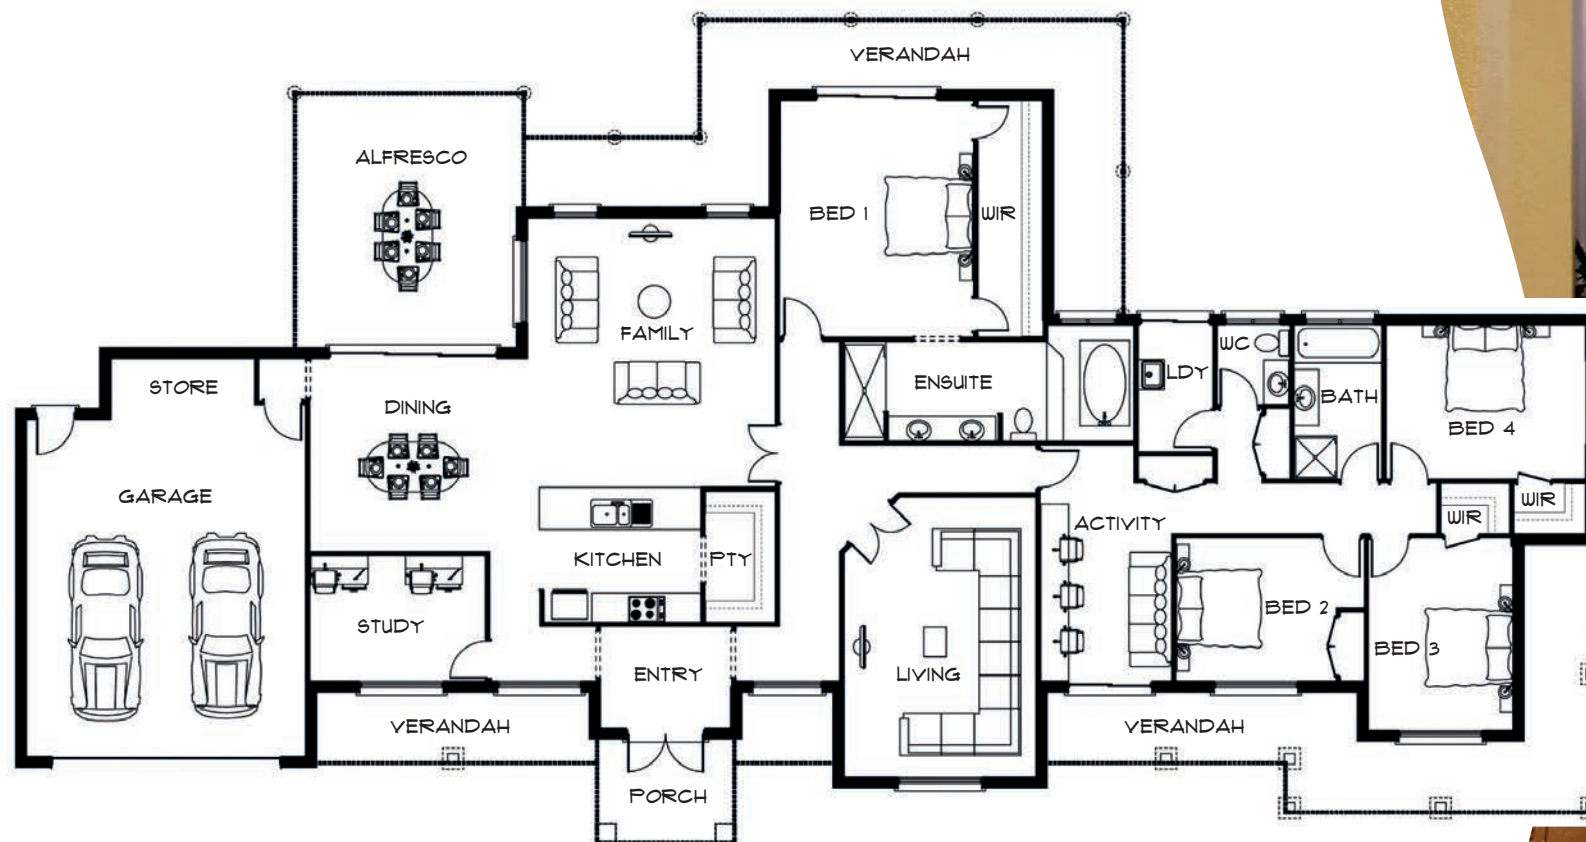 VERANDAH
ALFRESCO
BED 1
WIR
FAMILY
STORE
DINING
ENSUITE
LDY
WC
BATH
BED 4
GARAGE
WIR
WIR
ACTIVITY
KITCHEN
PTY
STUDY
BED 2
BED 3
ENTRY
LIVING
VERANDAH
VERANDAH
PORCH